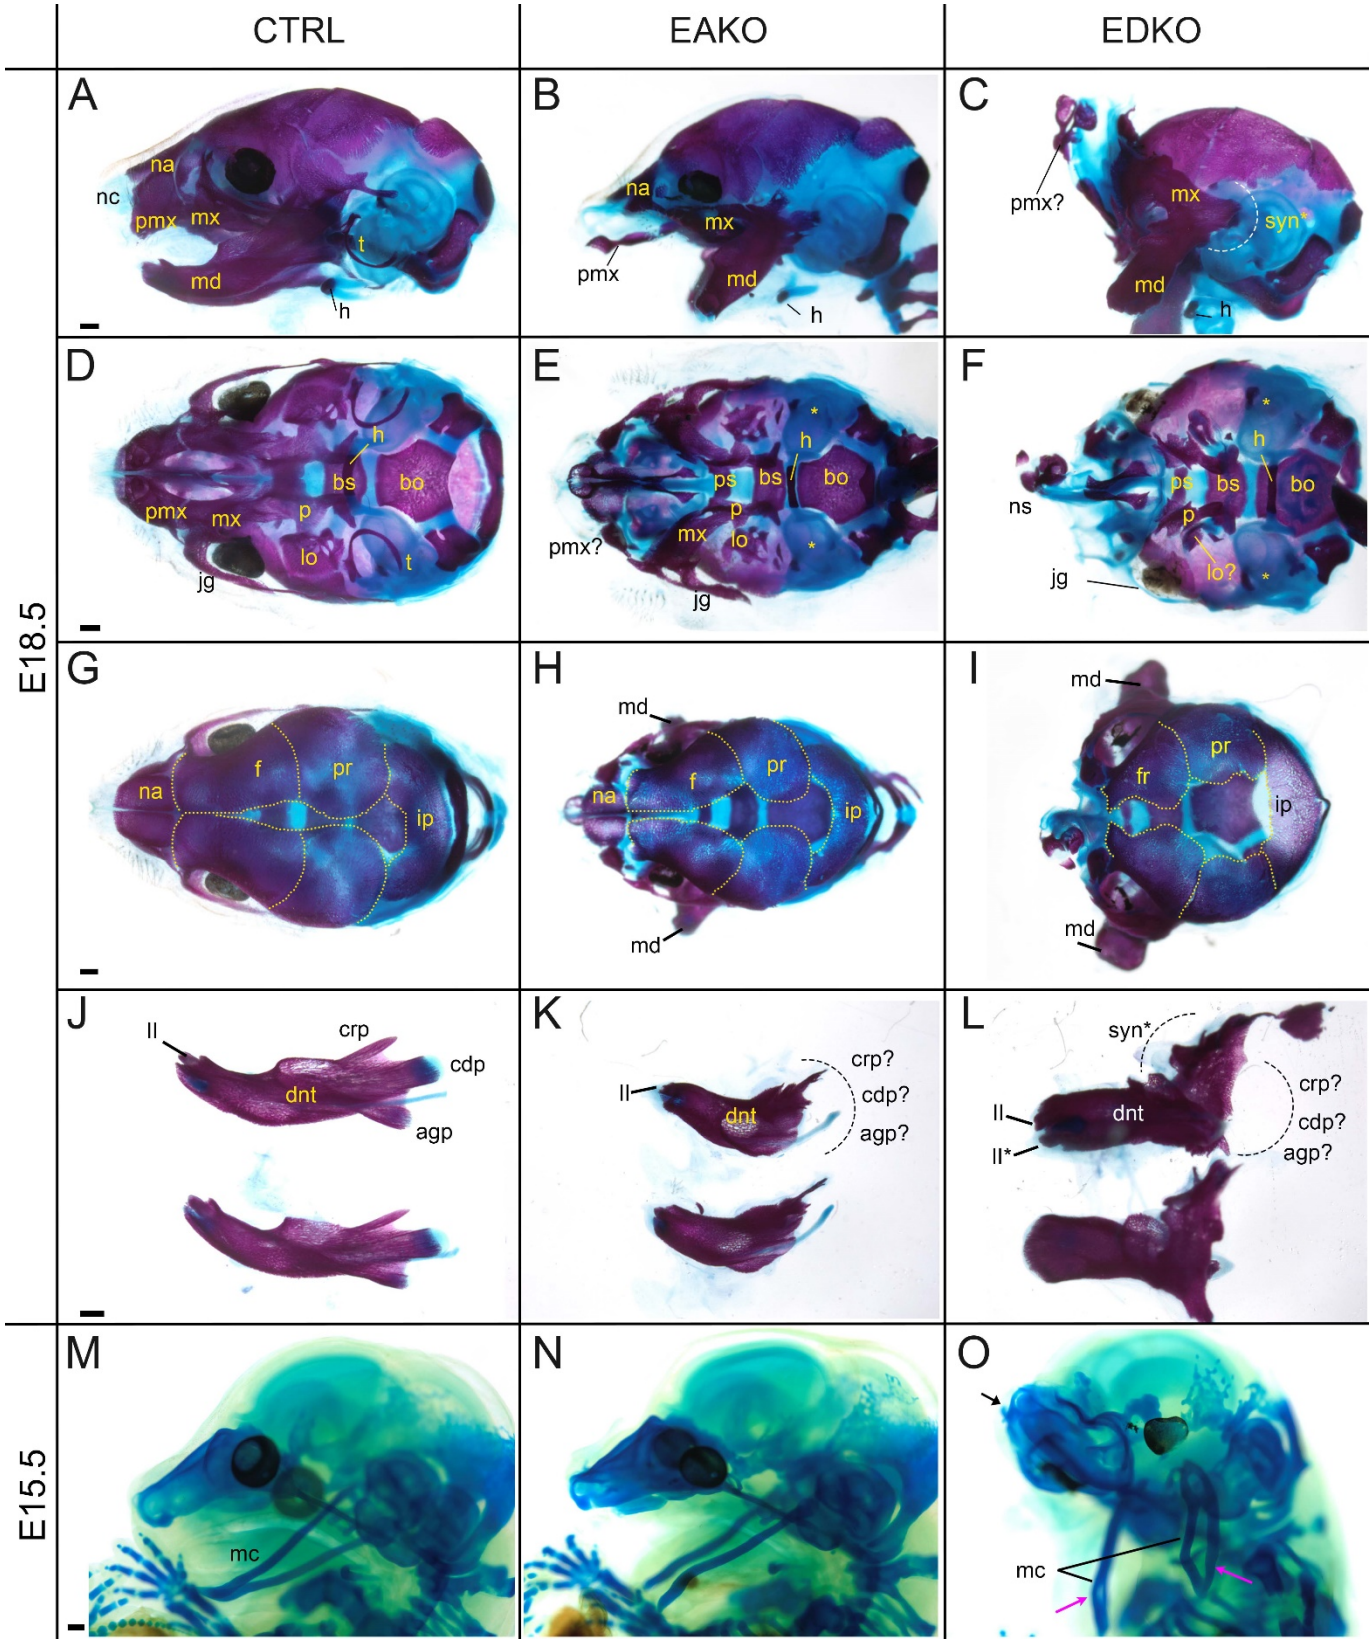 CTRL EAKO EDKO
E18.5
A
na
nc
pmx
mx
t
md
h
B
na
mx
pmx
md
h
C
pmx?
mx
syn*
md
h
D
h
bs
bo
pmx
mx
p
lo
t
jg
E
*
h
ps
bs
bo
p
mx
lo
pmx?
*
jg
F
*
h
ps
bs
bo
ns
p
lo?
*
jg
G
f
pr
na
ip
H
md
f
pr
na
ip
md
I
md
pr
fr
ip
md
J
II
crp
cdp
dnt
agp
K
crp?
II
cdp?
dnt
agp?
L
syn*
crp?
II
dnt
cdp?
II*
agp?
E15.5
M
mc
N
O
mc